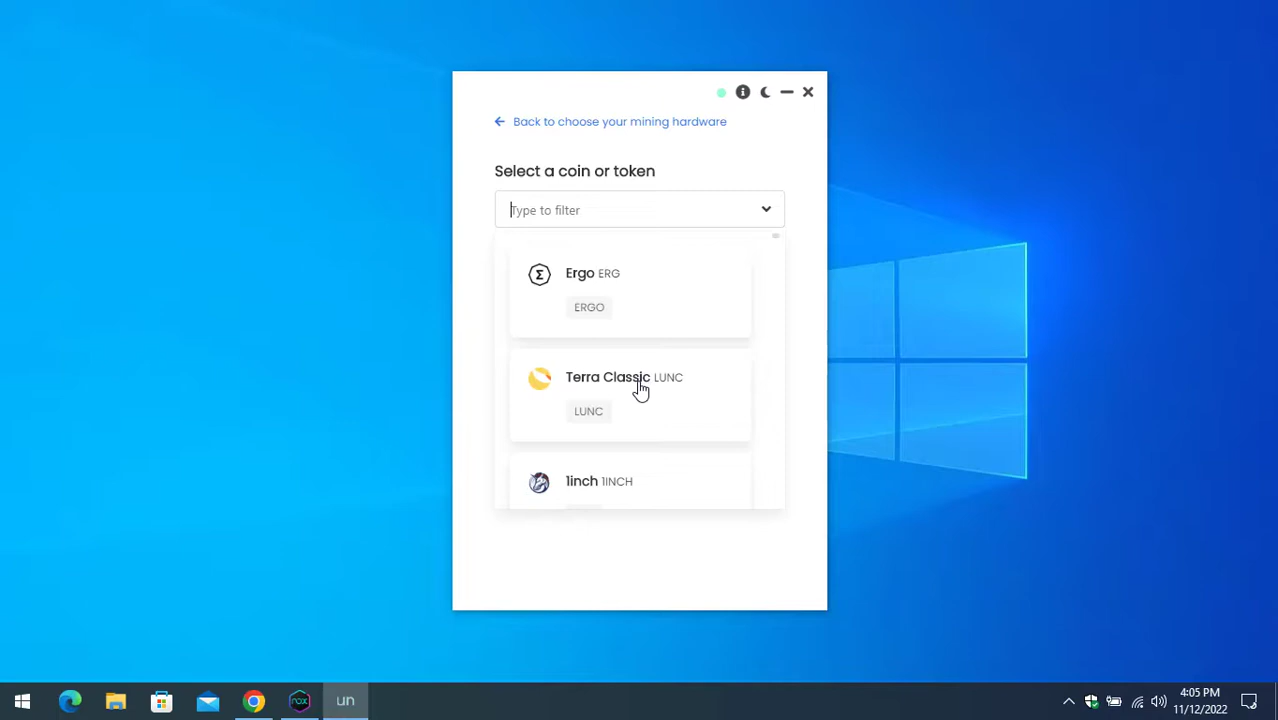 Back to choose your mining hardware
Select a coin or token
Type to filter
Ergo ERG
ERGO
Terra Classic LUNC
LUNC
1inch 1INCH
nox
un
4:05 PM
11/12/2022